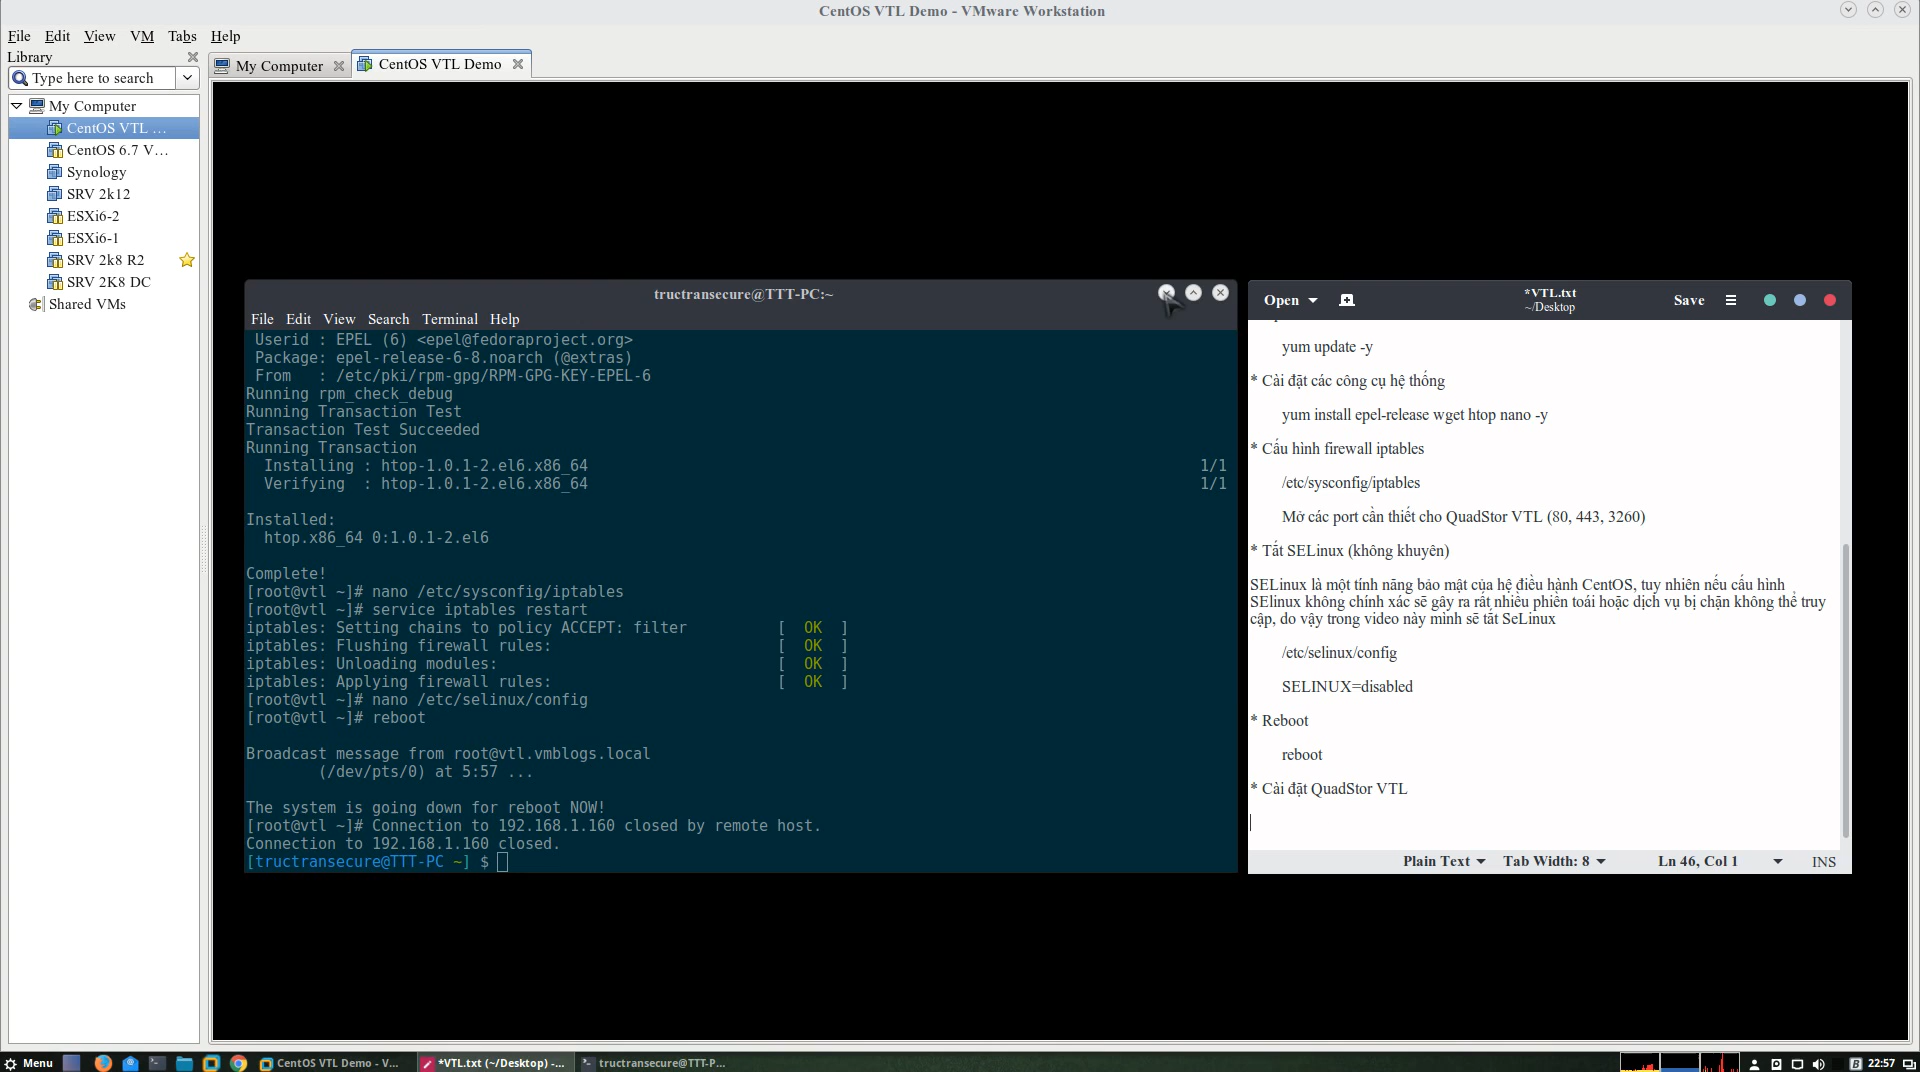 CentOS VTL Demo - VMware Workstation
File Edit View VM Tabs Help
Library
Type here to search
My Computer
CentOS VTL ...
CentOS 6.7 V...
Synology
SRV 2k12
ESXi6-2
ESXi6-1
SRV 2k8 R2
SRV 2K8 DC
Shared VMs
My Computer
CentOS VTL Demo
tructransecure@TTT-PC:~
File Edit View Search Terminal Help
Userid : EPEL (6) <epel@fedoraproject.org>
Package: epel-release-6-8.noarch (@extras)
From   : /etc/pki/rpm-gpg/RPM-GPG-KEY-EPEL-6
Running rpm_check_debug
Running Transaction Test
Transaction Test Succeeded
Running Transaction
Installing : htop-1.0.1-2.el6.x86_64 1/1
Verifying  : htop-1.0.1-2.el6.x86_64 1/1
Installed:
htop.x86_64 0:1.0.1-2.el6
Complete!
[root@vtl ~]# nano /etc/sysconfig/iptables
[root@vtl ~]# service iptables restart
iptables: Setting chains to policy ACCEPT: filter [  OK  ]
iptables: Flushing firewall rules: [  OK  ]
iptables: Unloading modules: [  OK  ]
iptables: Applying firewall rules: [  OK  ]
[root@vtl ~]# nano /etc/selinux/config
[root@vtl ~]# reboot
Broadcast message from root@vtl.vmblogs.local
(/dev/pts/0) at 5:57 ...
The system is going down for reboot NOW!
[root@vtl ~]# Connection to 192.168.1.160 closed by remote host.
Connection to 192.168.1.160 closed.
[tructransecure@TTT-PC ~] $
Open
*VTL.txt
~/Desktop
Save
yum update -y
* Cài đặt các công cụ hệ thống
yum install epel-release wget htop nano -y
* Cấu hình firewall iptables
/etc/sysconfig/iptables
Mở các port cần thiết cho QuadStor VTL (80, 443, 3260)
* Tắt SELinux (không khuyên)
SELinux là một tính năng bảo mật của hệ điều hành CentOS, tuy nhiên nếu cấu hình
SElinux không chính xác sẽ gây ra rất nhiều phiên toái hoặc dịch vụ bị chặn không thể truy
cập, do vậy trong video này mình sẽ tắt SeLinux
/etc/selinux/config
SELINUX=disabled
* Reboot
reboot
* Cài đặt QuadStor VTL
Plain Text Tab Width: 8 Ln 46, Col 1 INS
Menu CentOS VTL Demo - V... *VTL.txt (~/Desktop) -... tructransecure@TTT-P... 22:57